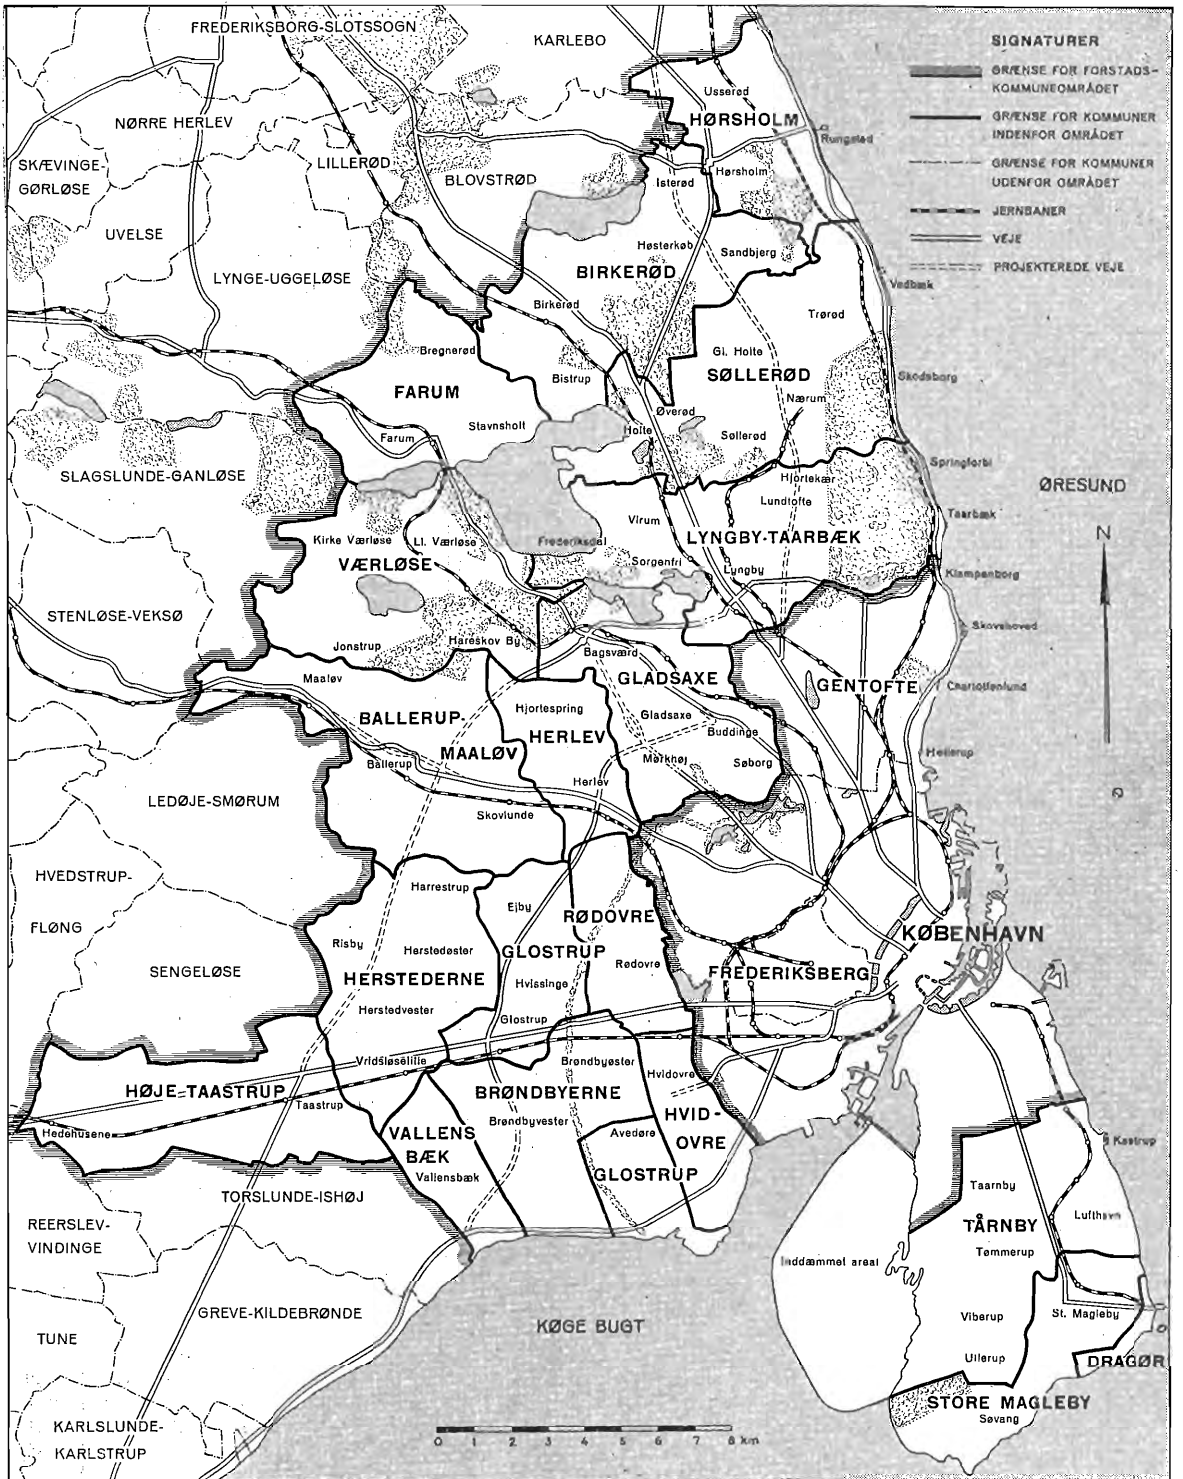 FREDERIKSBORG-SLOTSSOGN
KARLEBO
SIGNATURER
GRÆNSE FOR FORSTADS-
KOMMUNEOMRÅDET
GRÆNSE FOR KOMMUNER
INDENFOR OMRÅDET
GRÆNSE FOR KOMMUNER
UDENFOR OMRÅDET
JERNBANER
VEJE
PROJEKTEREDE VEJE
Usserød
HØRSHOLM
Rungsted
NØRRE HERLEV
LILLERØD
SKÆVINGE-
GØRLØSE
BLOVSTRØD
Isterød
Hørsholm
UVELSE
LYNGE-UGGELØSE
Høsterkøb
Sandbjerg
BIRKERØD
Vedbæk
Birkerød
Trørød
Bregnerød
Gl. Holte
Bistrup
SØLLERØD
Skodsborg
FARUM
Nærum
Øverød
Stavnsholt
Holte
Søllerød
Farum
SLAGSLUNDE-GANLØSE
Springforbi
Hjortekær
Lundtofte
ØRESUND
Taarbæk
Virum
Kirke Værløse
Ll. Værløse
Frederiksdal
LYNGBY-TAARBÆK
N
VÆRLØSE
Sorgenfri
Lyngby
Klampenborg
STENLØSE-VEKSØ
Skovshoved
Jonstrup
Hareskov By
Bagsværd
Maaløv
GLADSAXE
GENTOFTE
Charlottenlund
BALLERUP-
MAALØV
Hjortespring
HERLEV
Gladsaxe
Buddinge
Hellerup
Ballerup
Mørkhøj
Søborg
Herlev
LEDØJE-SMØRUM
Skovlunde
HVEDSTRUP-
FLØNG
Harrestrup
Ejby
RØDOVRE
KØBENHAVN
Risby
Herstedøster
GLOSTRUP
Rødovre
FREDERIKSBERG
SENGELØSE
HERSTEDERNE
Hvissinge
Herstedvester
Glostrup
Vridsløselille
Brøndbyøster
Hvidovre
HØJE-TAASTRUP
BRØNDBYERNE
Taastrup
Hedehusene
VALLENS
BÆK
Brøndbyvester
Avedøre
HVID-
OVRE
Kastrup
Vallensbæk
GLOSTRUP
TORSLUNDE-ISHØJ
Taarnby
REERSLEV-
VINDINGE
TÅRNBY
Lufthavn
Tømmerup
Inddæmmet areal
GREVE-KILDEBRØNDE
KØGE BUGT
Viberup
St. Magleby
TUNE
Ullerup
DRAGØR
STORE MAGLEBY
Søvang
KARLSLUNDE-
KARLSTRUP
0 1 2 3 4 5 6 7 8 km